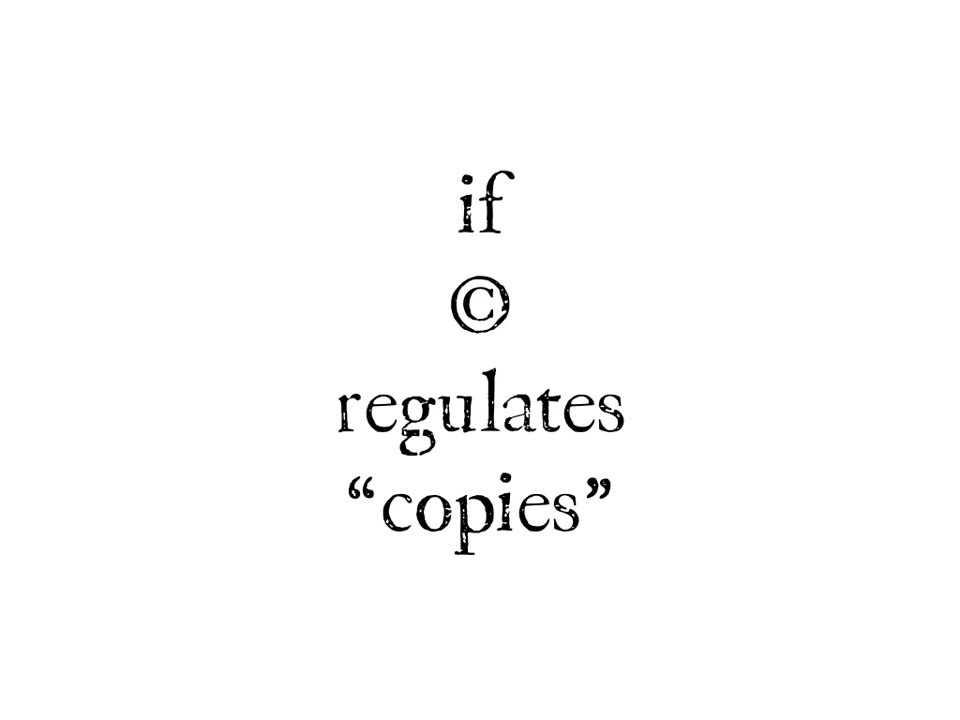 if
©
regulates
“copies”